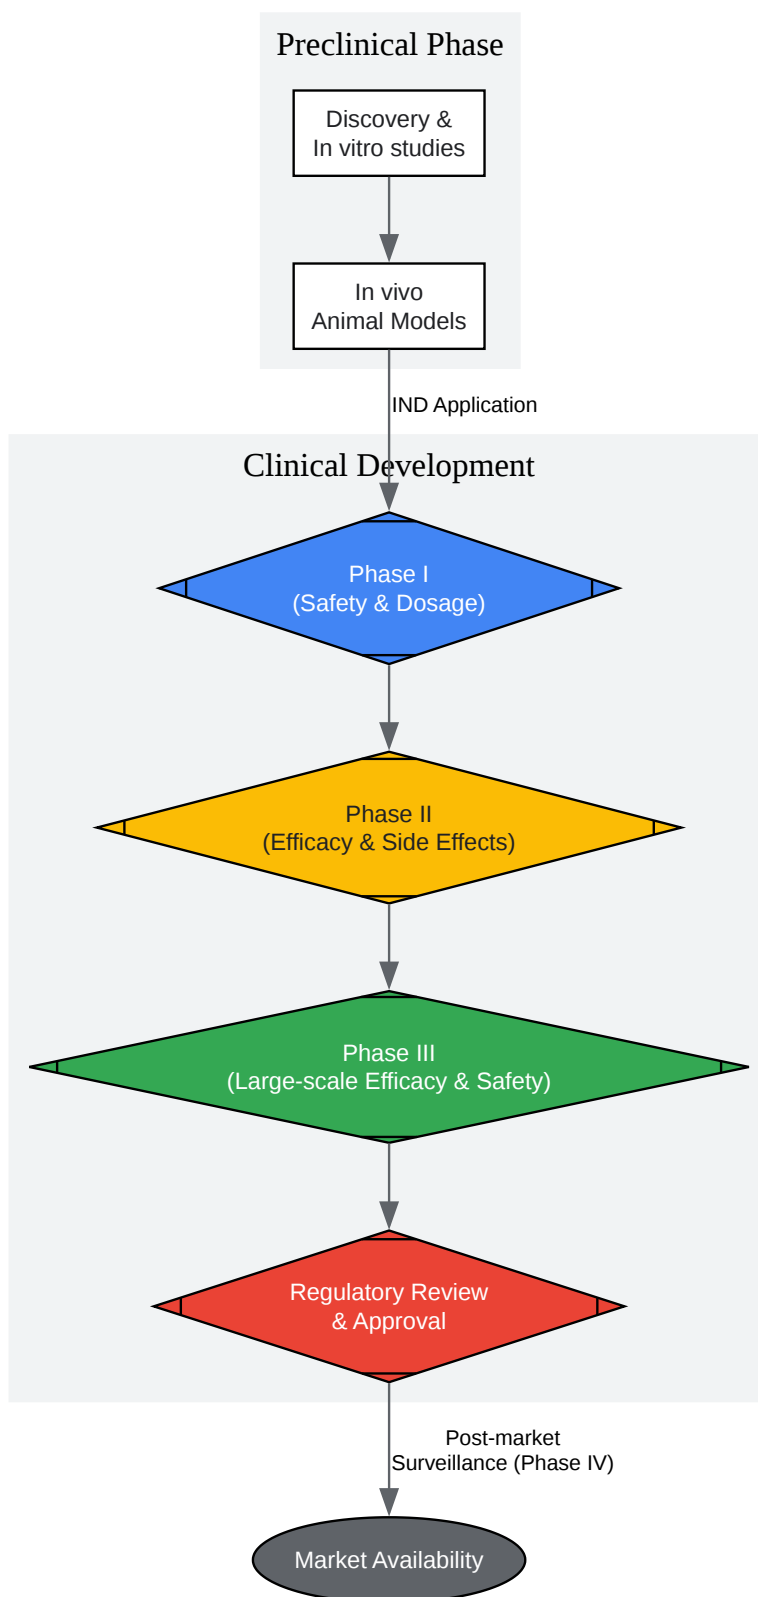 Preclinical Phase
Discovery &
In vitro studies
In vivo
Animal Models
IND Application
Clinical Development
Phase I
(Safety & Dosage)
Phase II
(Efficacy & Side Effects)
Phase III
(Large-scale Efficacy & Safety)
Regulatory Review
& Approval
Post-market
Surveillance (Phase IV)
Market Availability